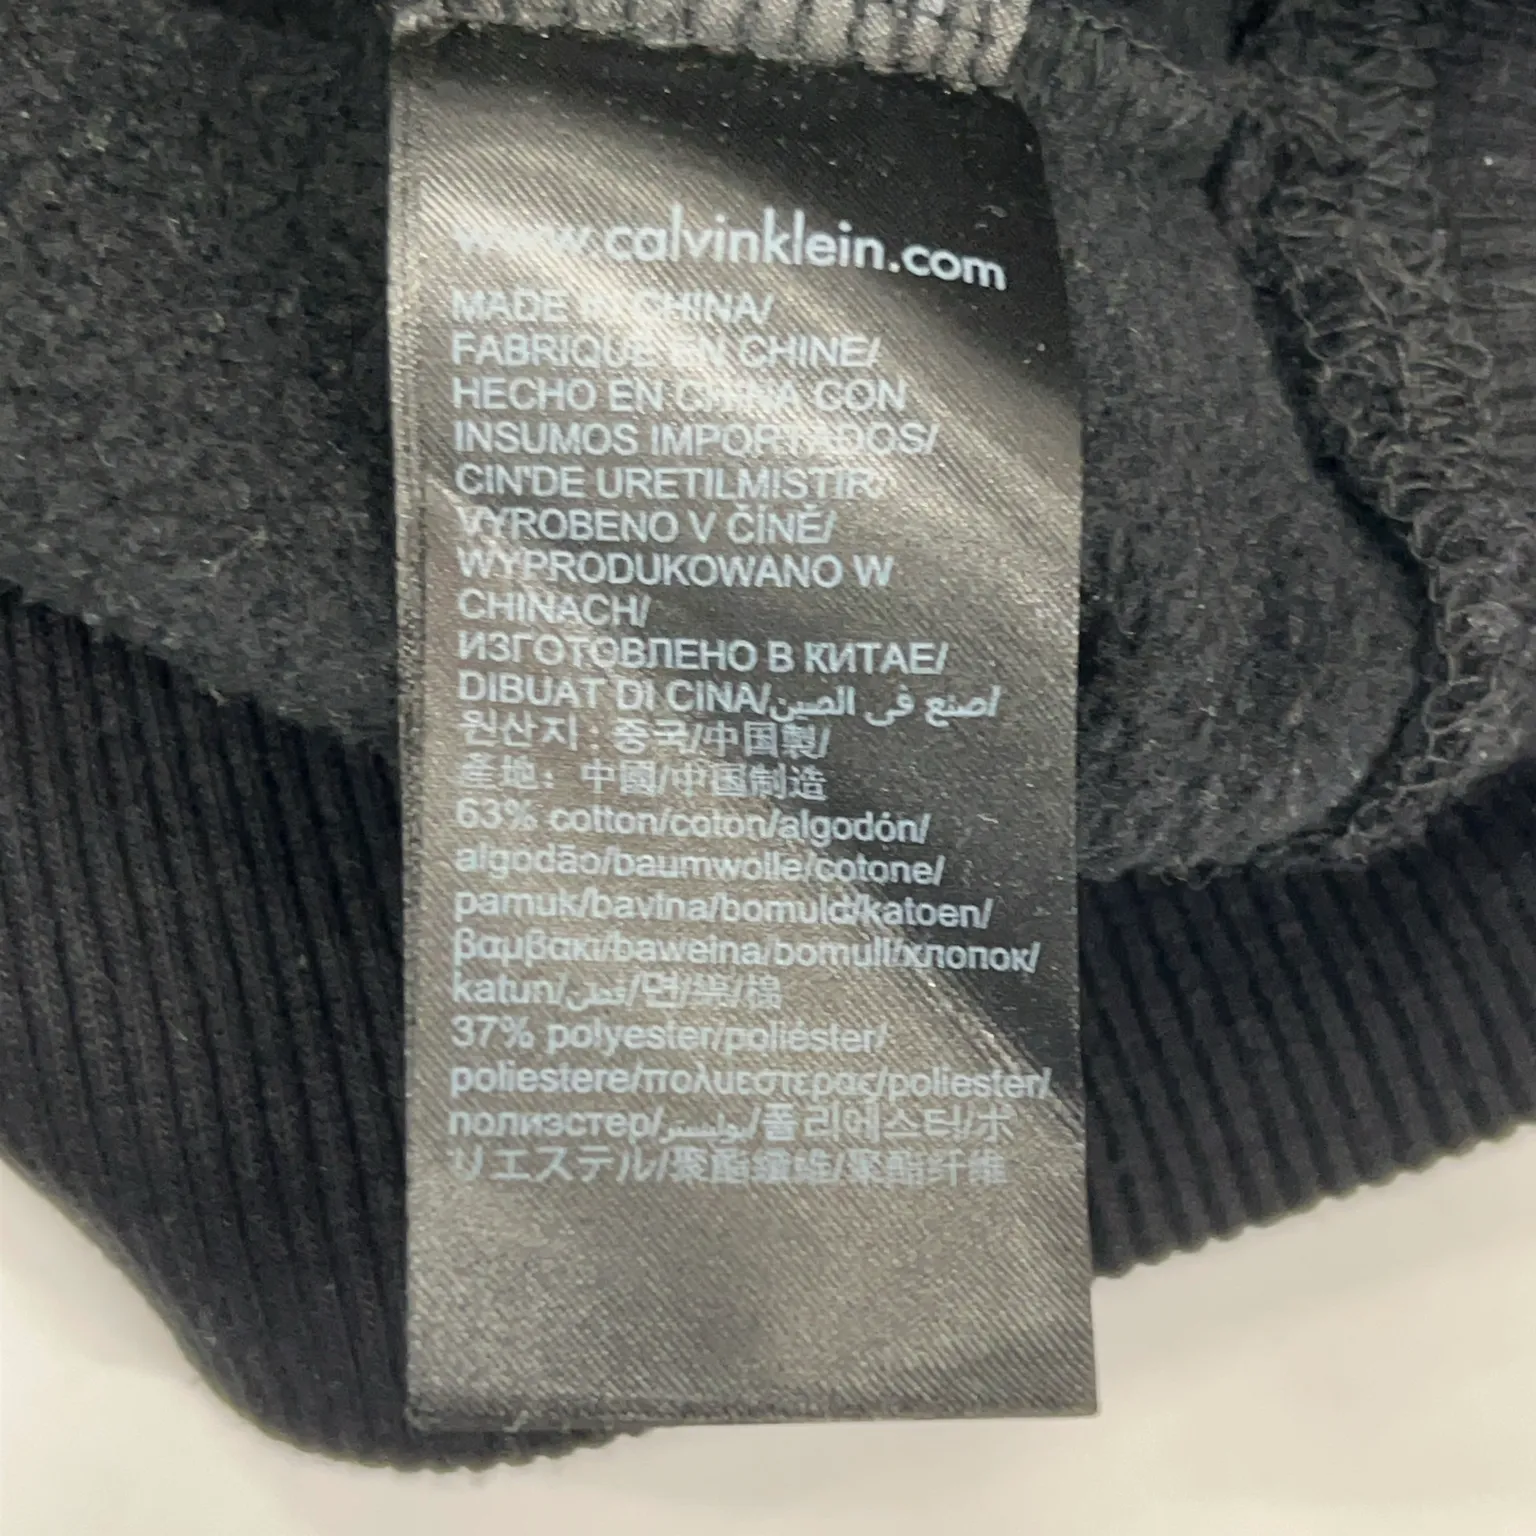 www.calvinklein.com
MADE IN CHINA/
FABRIQUE EN CHINE/
HECHO EN CHINA CON
INSUMOS IMPORTADOS/
CIN'DE URETILMISTIR/
VYROBENO V ČÍNĚ/
WYPRODUKOWANO W
CHINACH/
ИЗГОТОВЛЕНО В КИТАЕ/
DIBUAT DI CINA/صنع في الصين/
원산지 : 중국/中国製/
產地: 中國/中国制造
63% cotton/coton/algodón/
algodão/baumwolle/cotone/
pamuk/bavlna/bomuld/katoen/
βαμβακι/bawelna/bomull/хлопок/
katun/قطن/면/綿/棉
37% polyester/poliéster/
poliestere/πολυεστερας/poliester/
полиэстер/بوليستر/폴리에스터/ポ
リエステル/聚酯纖維/聚酯纤维